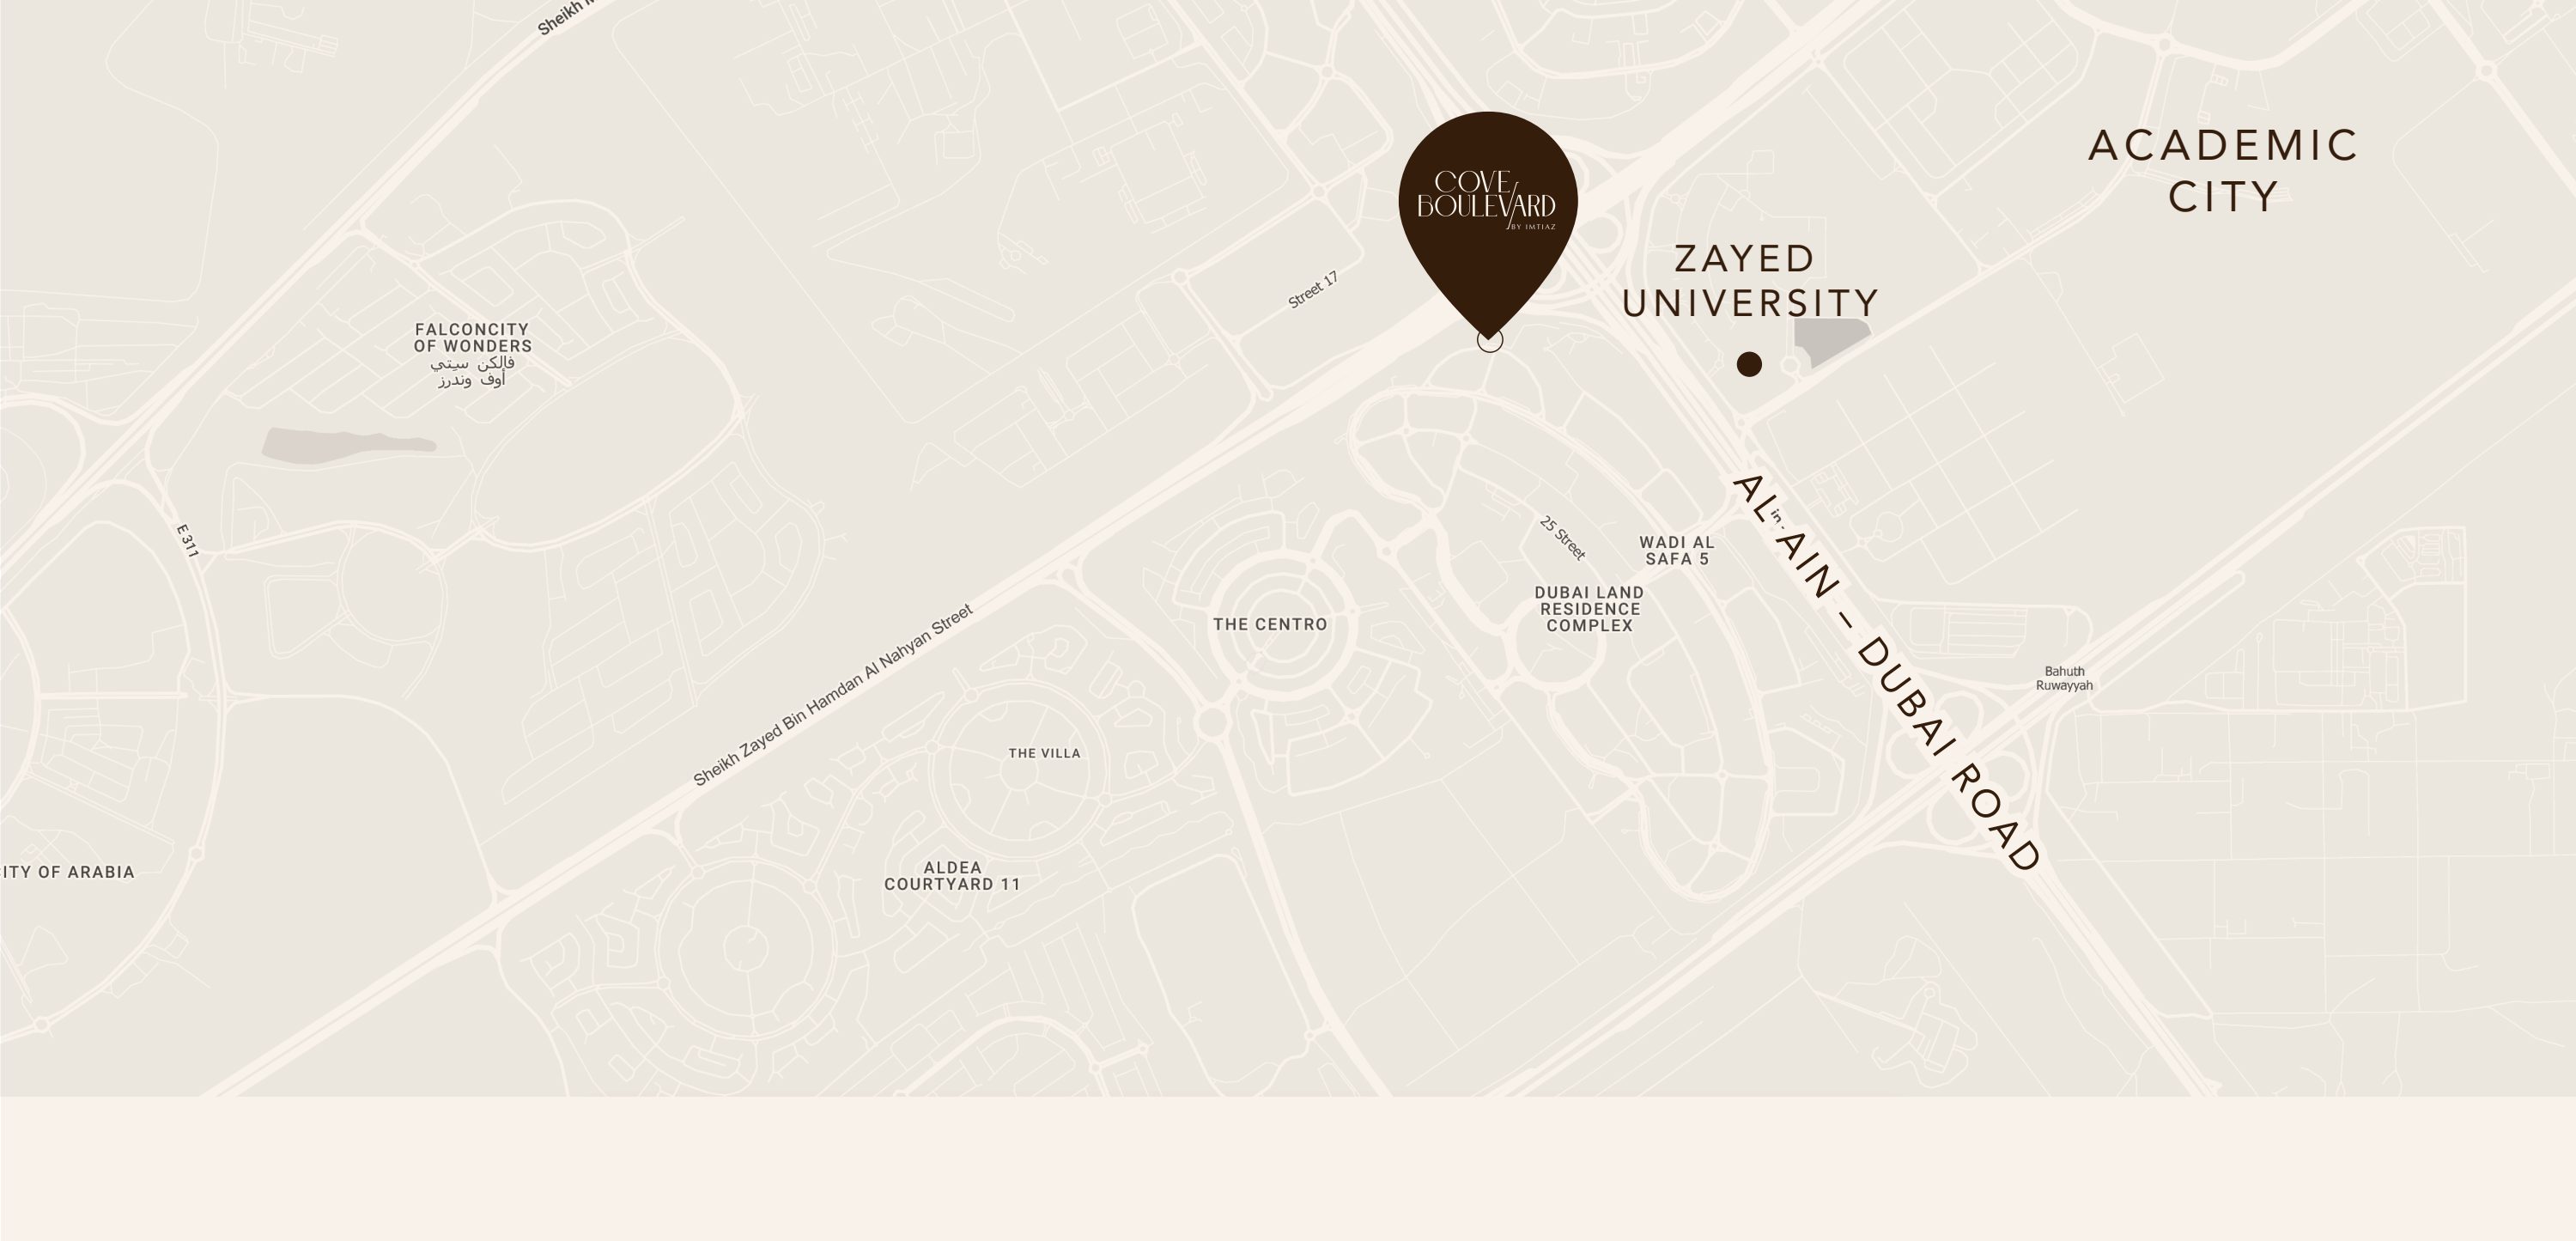 Sheikh
COVE
BOULEVARD
BY IMTIAZ
ACADEMIC
CITY
ZAYED
UNIVERSITY
Street 17
FALCONCITY
OF WONDERS
فالكن سيتي
أوف وندرز
E 311
AL AIN – DUBAI ROAD
in -
25 Street
WADI AL
SAFA 5
DUBAI LAND
RESIDENCE
COMPLEX
THE CENTRO
Sheikh Zayed Bin Hamdan Al Nahyan Street
Bahuth
Ruwayyah
THE VILLA
ALDEA
COURTYARD 11
ITY OF ARABIA